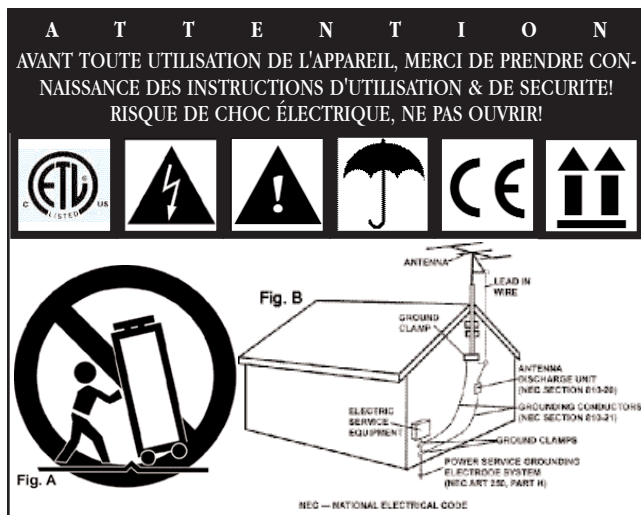 A T T E N T I O N
AVANT TOUTE UTILISATION DE L'APPAREIL, MERCI DE PRENDRE CON-
NAISSANCE DES INSTRUCTIONS D'UTILISATION & DE SECURITE!
RISQUE DE CHOC ÉLECTRIQUE, NE PAS OUVRIR!
ETL
C US
LISTED
CE
Fig. A
Fig. B
ANTENNA
LEAD IN
WIRE
GROUND
CLAMP
ANTENNA
DISCHARGE UNIT
(NEC SECTION 810-20)
GROUNDING CONDUCTORS
(NEC SECTION 810-21)
ELECTRIC
SERVICE
EQUIPMENT
GROUND CLAMPS
POWER SERVICE GROUNDING
ELECTRODE SYSTEM
(NEC ART 250, PART H)
NEC — NATIONAL ELECTRICAL CODE